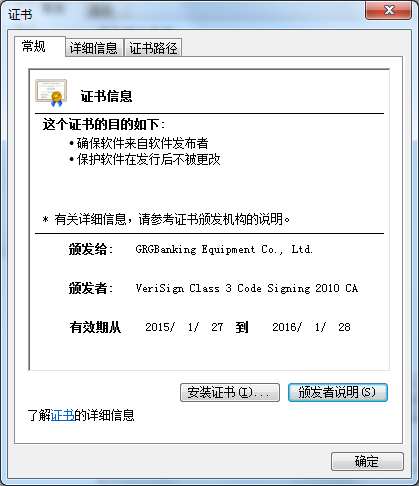 证书
常规
详细信息
证书路径
证书信息
这个证书的目的如下:
• 确保软件来自软件发布者
• 保护软件在发行后不被更改
* 有关详细信息，请参考证书颁发机构的说明。
颁发给: GRGBanking Equipment Co., Ltd.
颁发者: VeriSign Class 3 Code Signing 2010 CA
有效期从 2015/ 1/ 27 到 2016/ 1/ 28
安装证书(I)... 颁发者说明(S)
了解证书的详细信息
确定